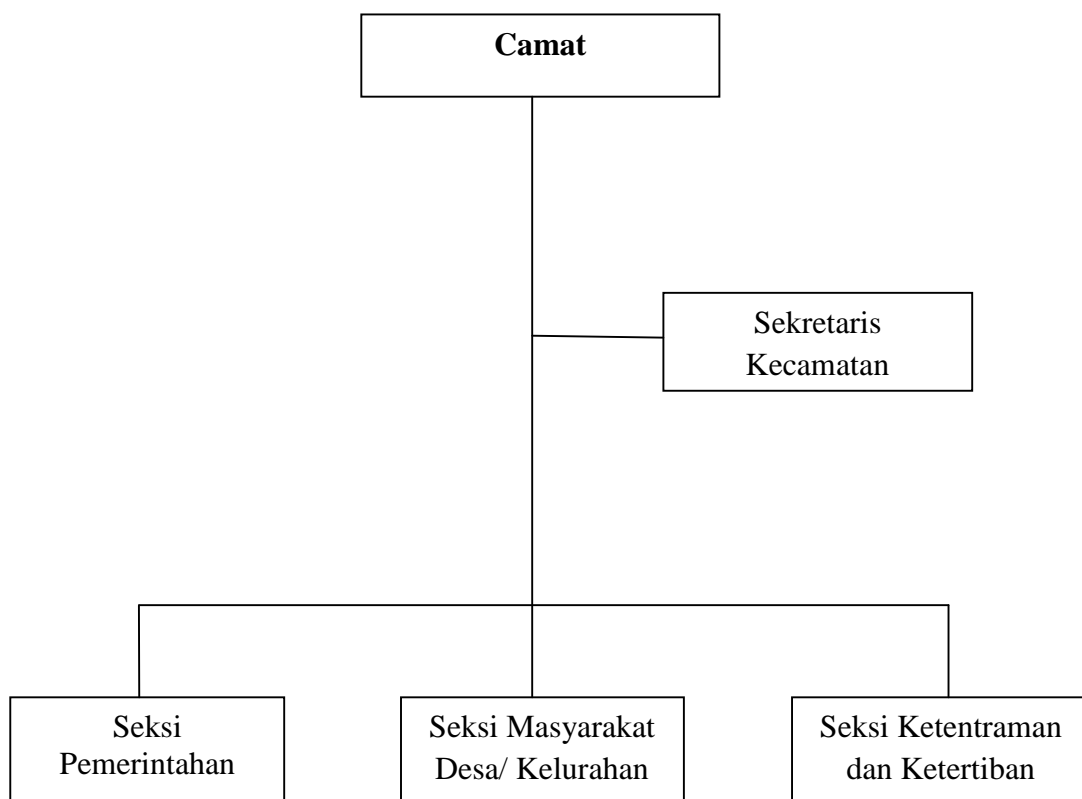 Camat
Sekretaris
Kecamatan
Seksi
Pemerintahan
Seksi Masyarakat
Desa/ Kelurahan
Seksi Ketentraman
dan Ketertiban